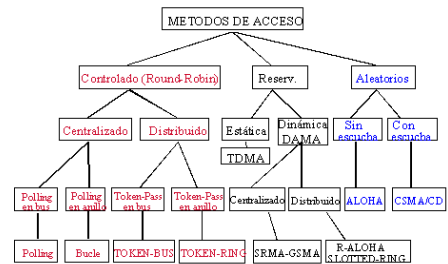 METODOS DE ACCESO
Controlado (Round-Robin)
Reserv.
Aleatorios
Centralizado
Distribuido
Estática
Dinámica
DAMA
Sin
escucha
Con
escucha
TDMA
Polling
en bus
Polling
en anillo
Token-Pass
en bus
Token-Pass
en anillo
Centralizado
Distribuido
ALOHA
CSMA/CD
Polling
Bucle
TOKEN-BUS
TOKEN-RING
SRMA-GSMA
R-ALOHA
SLOTTED-RING